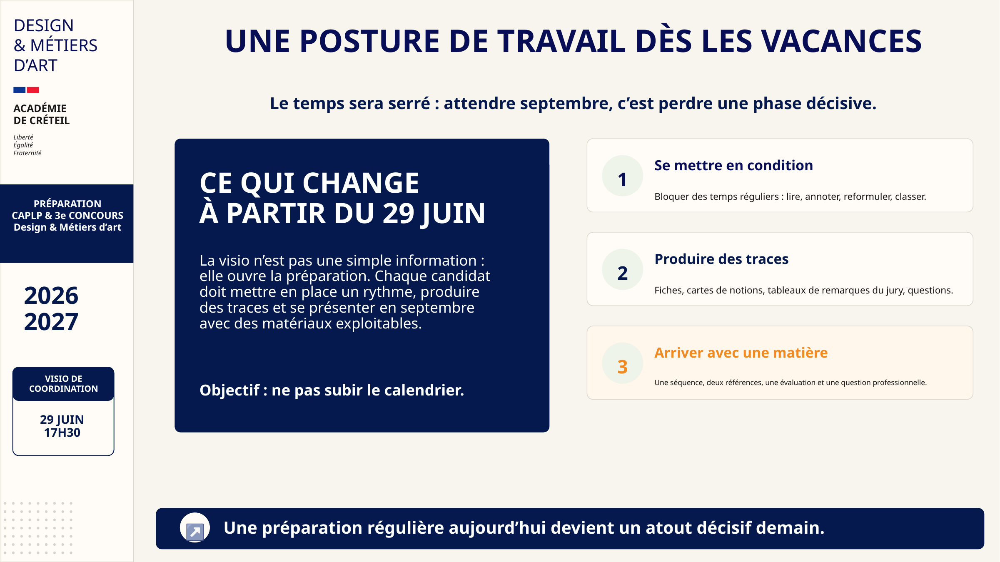 DESIGN
& MÉTIERS
D’ART
ACADÉMIE
DE CRÉTEIL
Liberté
Égalité
Fraternité
PRÉPARATION
CAPLP & 3e CONCOURS
Design & Métiers d’art
2026
2027
VISIO DE
COORDINATION
29 JUIN
17H30
UNE POSTURE DE TRAVAIL DÈS LES VACANCES
Le temps sera serré : attendre septembre, c’est perdre une phase décisive.
CE QUI CHANGE
À PARTIR DU 29 JUIN
La visio n’est pas une simple information :
elle ouvre la préparation. Chaque candidat
doit mettre en place un rythme, produire
des traces et se présenter en septembre
avec des matériaux exploitables.
Objectif : ne pas subir le calendrier.
1
Se mettre en condition
Bloquer des temps réguliers : lire, annoter, reformuler, classer.
2
Produire des traces
Fiches, cartes de notions, tableaux de remarques du jury, questions.
3
Arriver avec une matière
Une séquence, deux références, une évaluation et une question professionnelle.
Une préparation régulière aujourd’hui devient un atout décisif demain.